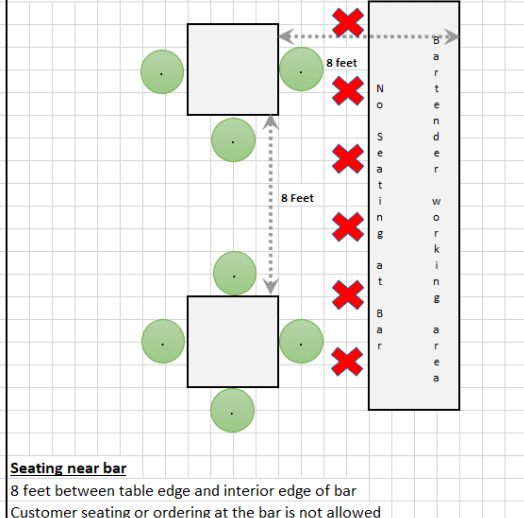 8 feet
8 Feet
No Seating at Bar
Bartender working area
Seating near bar
8 feet between table edge and interior edge of bar
Customer seating or ordering at the bar is not allowed